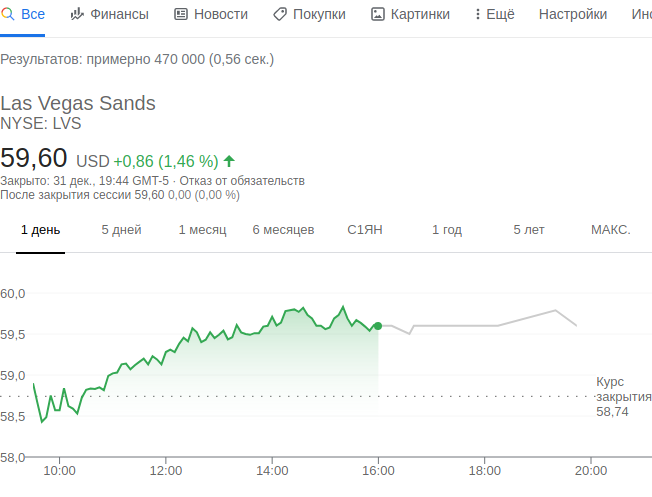 Все Финансы Новости Покупки Картинки Ещё Настройки
Результатов: примерно 470 000 (0,56 сек.)
Las Vegas Sands
NYSE: LVS
59,60 USD +0,86 (1,46 %)
Закрыто: 31 дек., 19:44 GMT-5 · Отказ от обязательств
После закрытия сессии 59,60 0,00 (0,00 %)
1 день 5 дней 1 месяц 6 месяцев С1ЯН 1 год 5 лет МАКС.
60,0
59,5
59,0
Курс
закрытия
58,74
58,5
58,0
10:00 12:00 14:00 16:00 18:00 20:00